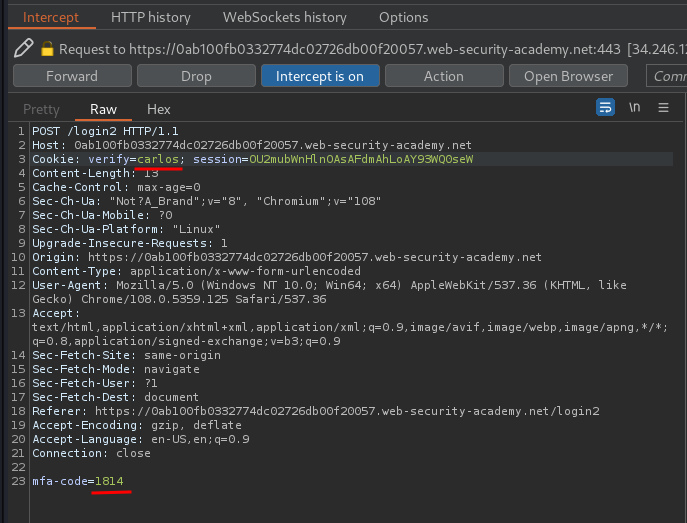 Intercept HTTP history WebSockets history Options
Request to https://0ab100fb0332774dc02726db00f20057.web-security-academy.net:443 [34.246.12
Forward Drop Intercept is on Action Open Browser Comm
Pretty Raw Hex \n
1 POST /login2 HTTP/1.1
2 Host: 0ab100fb0332774dc02726db00f20057.web-security-academy.net
3 Cookie: verify=carlos; session=OU2mubWnHlnOAsAFdmAhLoAY93WQ0seW
4 Content-Length: 13
5 Cache-Control: max-age=0
6 Sec-Ch-Ua: "Not?A_Brand";v="8", "Chromium";v="108"
7 Sec-Ch-Ua-Mobile: ?0
8 Sec-Ch-Ua-Platform: "Linux"
9 Upgrade-Insecure-Requests: 1
10 Origin: https://0ab100fb0332774dc02726db00f20057.web-security-academy.net
11 Content-Type: application/x-www-form-urlencoded
12 User-Agent: Mozilla/5.0 (Windows NT 10.0; Win64; x64) AppleWebKit/537.36 (KHTML, like
Gecko) Chrome/108.0.5359.125 Safari/537.36
13 Accept:
text/html,application/xhtml+xml,application/xml;q=0.9,image/avif,image/webp,image/apng,*/*;
q=0.8,application/signed-exchange;v=b3;q=0.9
14 Sec-Fetch-Site: same-origin
15 Sec-Fetch-Mode: navigate
16 Sec-Fetch-User: ?1
17 Sec-Fetch-Dest: document
18 Referer: https://0ab100fb0332774dc02726db00f20057.web-security-academy.net/login2
19 Accept-Encoding: gzip, deflate
20 Accept-Language: en-US,en;q=0.9
21 Connection: close
22
23 mfa-code=1814